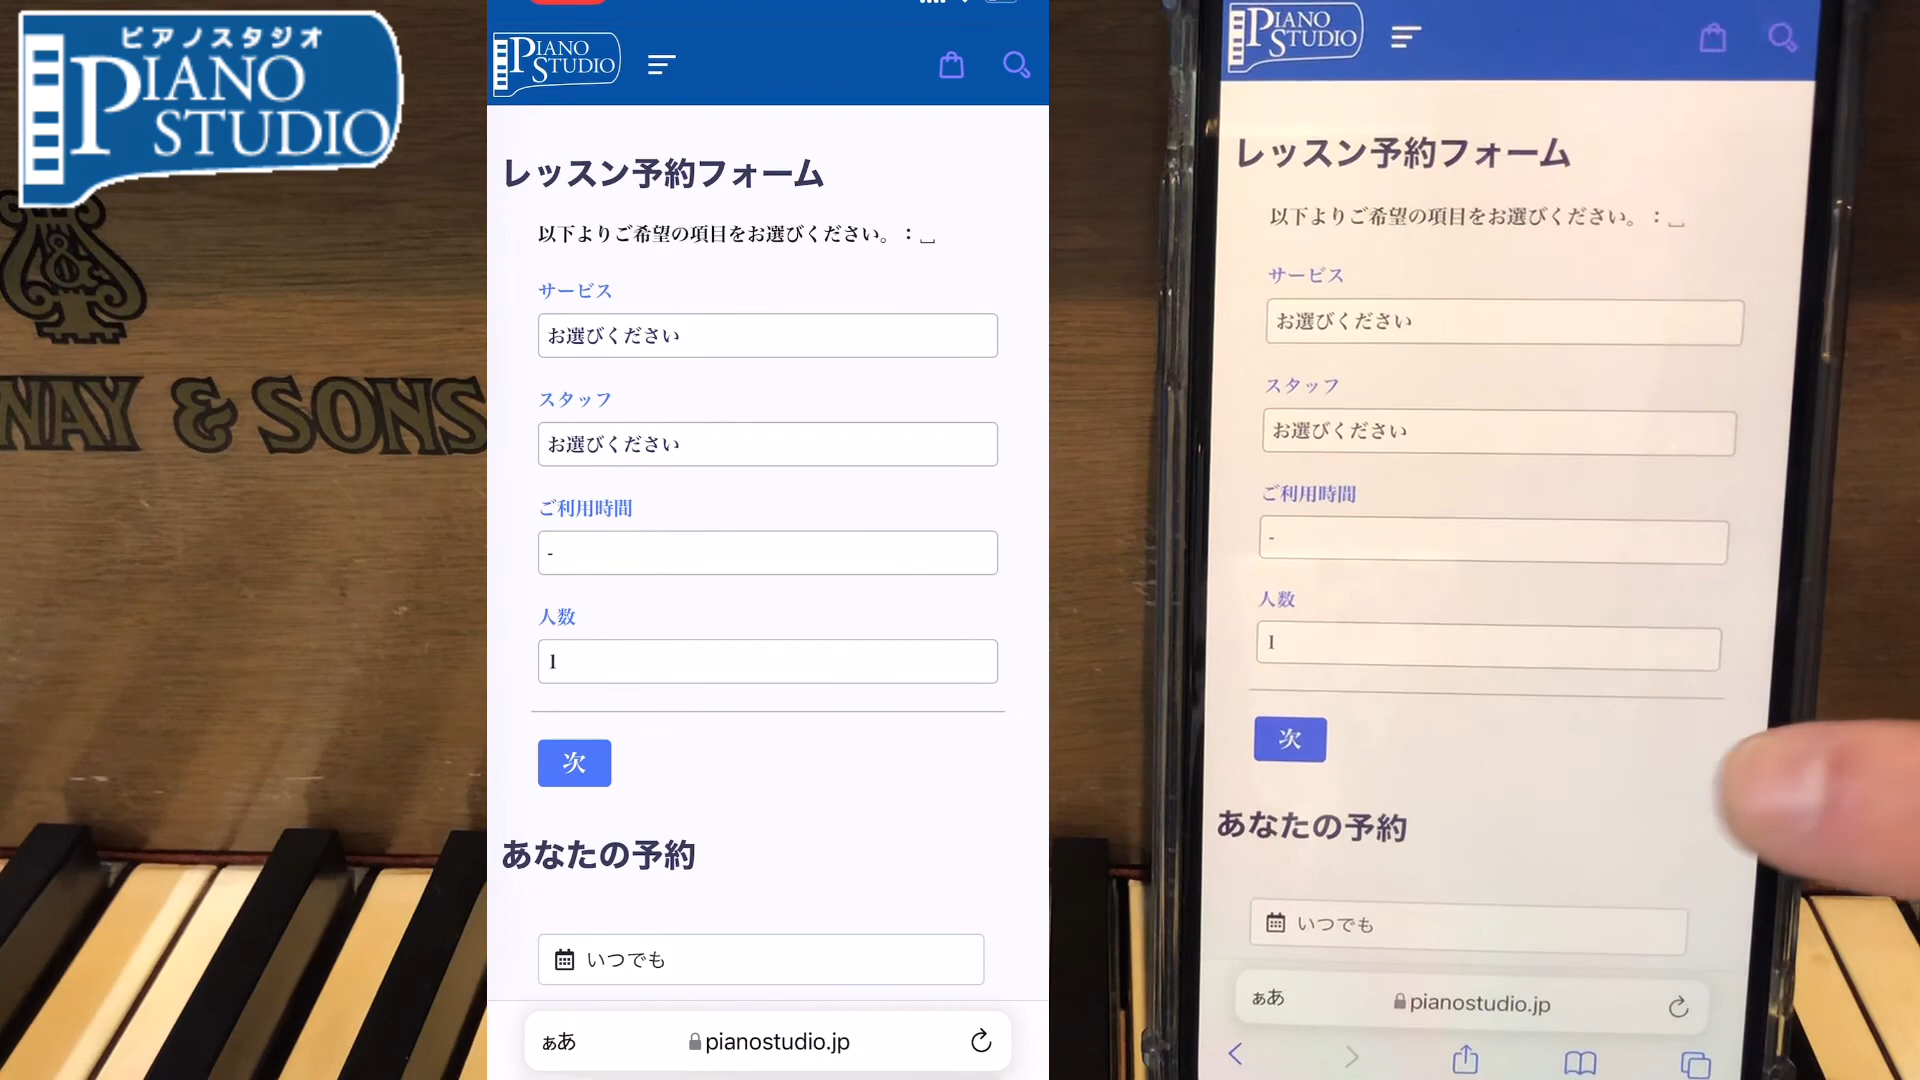 ピアノスタジオ
PIANO
STUDIO
NAY & SONS
PIANO
STUDIO
レッスン予約フォーム
以下よりご希望の項目をお選びください。：
サービス
お選びください
スタッフ
お選びください
ご利用時間
-
人数
1
次
あなたの予約
いつでも
ぁあ
pianostudio.jp
PIANO
STUDIO
レッスン予約フォーム
以下よりご希望の項目をお選びください。：
サービス
お選びください
スタッフ
お選びください
ご利用時間
-
人数
1
次
あなたの予約
いつでも
ぁあ
pianostudio.jp